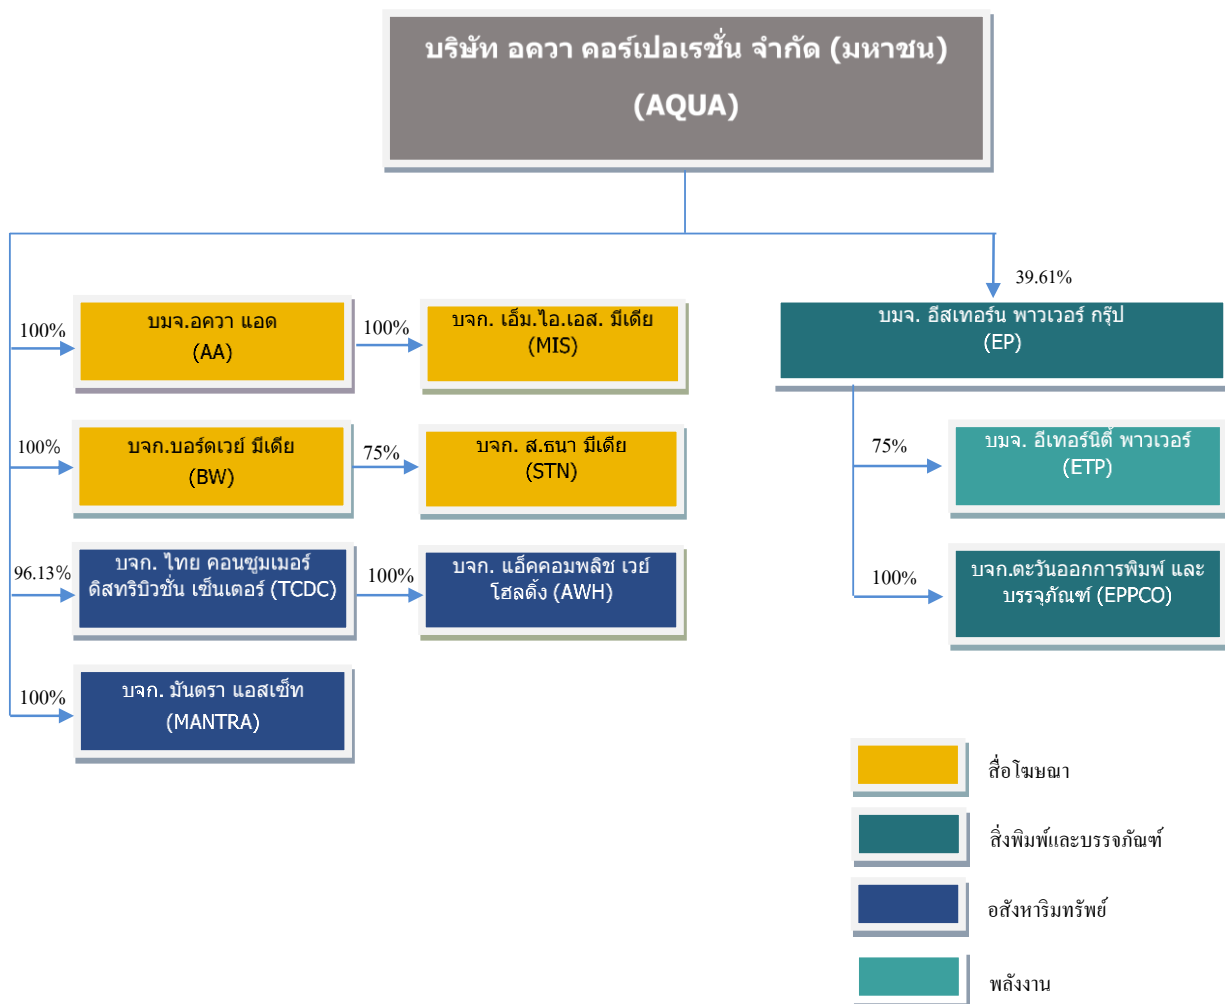 บริษัท อควา คอร์เปอเรชั่น จำกัด (มหาชน)
(AQUA)
39.61%
100%
บมจ.อควา แอด
(AA)
100%
บจก. เอ็ม.ไอ.เอส. มีเดีย
(MIS)
บมจ. อีสเทอร์น พาวเวอร์ กรุ๊ป
(EP)
100%
บจก.บอร์ดเวย์ มีเดีย
(BW)
75%
บจก. ส.ธนา มีเดีย
(STN)
75%
บมจ. อีเทอร์นิตี้ พาวเวอร์
(ETP)
96.13%
บจก. ไทย คอนซูมเมอร์
ดิสทริบิวชั่น เซ็นเตอร์ (TCDC)
100%
บจก. แอ็คคอมพลิช เวย์
โฮลดิ้ง (AWH)
100%
บจก.ตะวันออกการพิมพ์ และ
บรรจุภัณฑ์ (EPPCO)
100%
บจก. มันตรา แอสเซ็ท
(MANTRA)
สื่อโฆษณา
สิ่งพิมพ์และบรรจภัณฑ์
อสังหาริมทรัพย์
พลังงาน